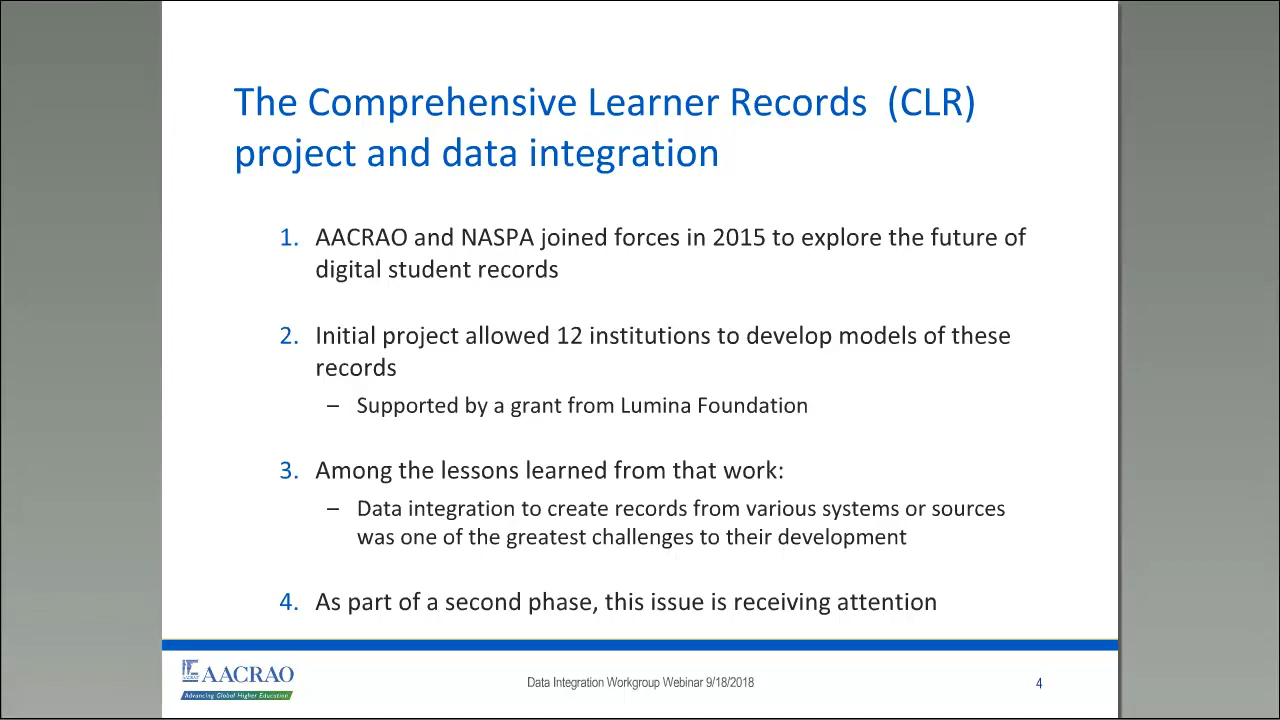 The Comprehensive Learner Records  (CLR)
project and data integration
1. AACRAO and NASPA joined forces in 2015 to explore the future of
digital student records
2. Initial project allowed 12 institutions to develop models of these
records
– Supported by a grant from Lumina Foundation
3. Among the lessons learned from that work:
– Data integration to create records from various systems or sources
was one of the greatest challenges to their development
4. As part of a second phase, this issue is receiving attention
AACRAO
Advancing Global Higher Education
Data Integration Workgroup Webinar 9/18/2018
4